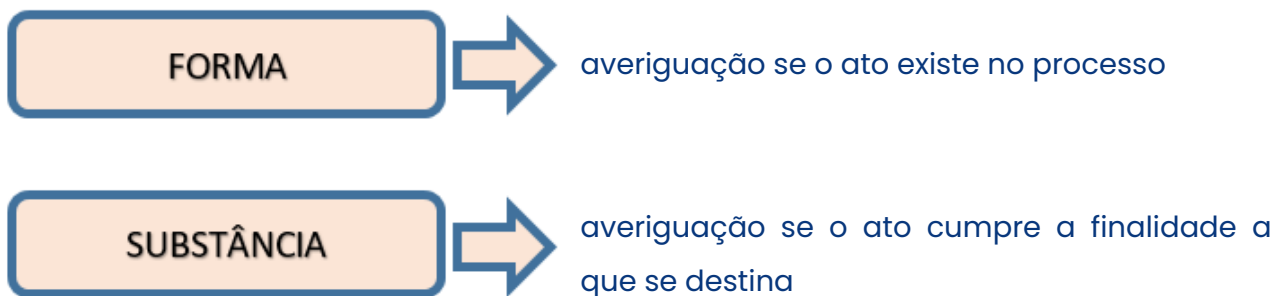 FORMA
averiguação se o ato existe no processo
SUBSTÂNCIA
averiguação se o ato cumpre a finalidade a
que se destina